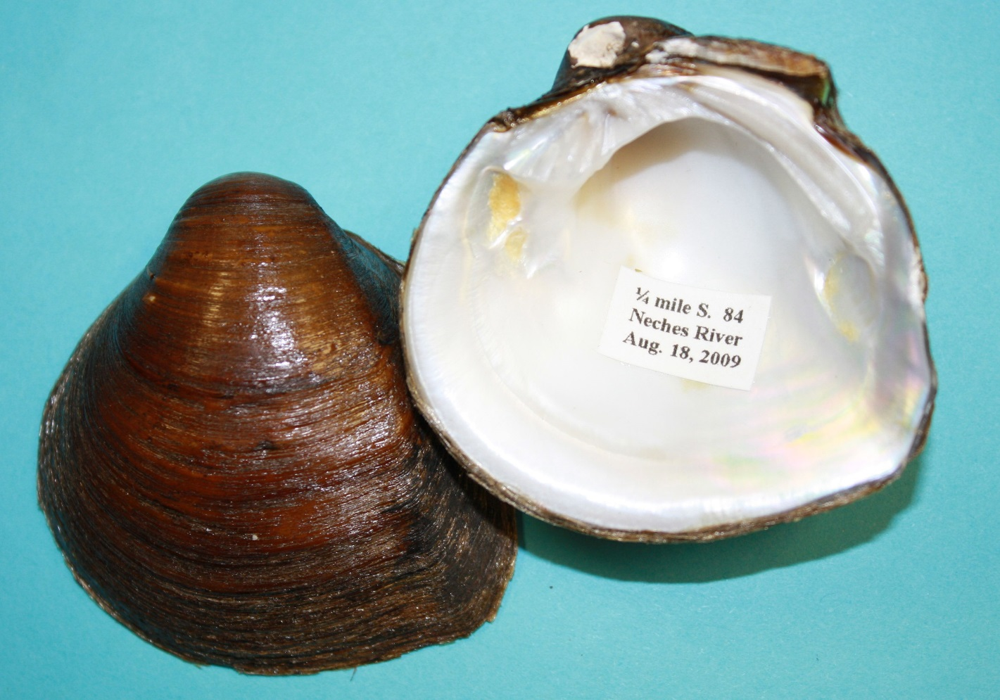 ¼ mile S. 84
Neches River
Aug. 18, 2009